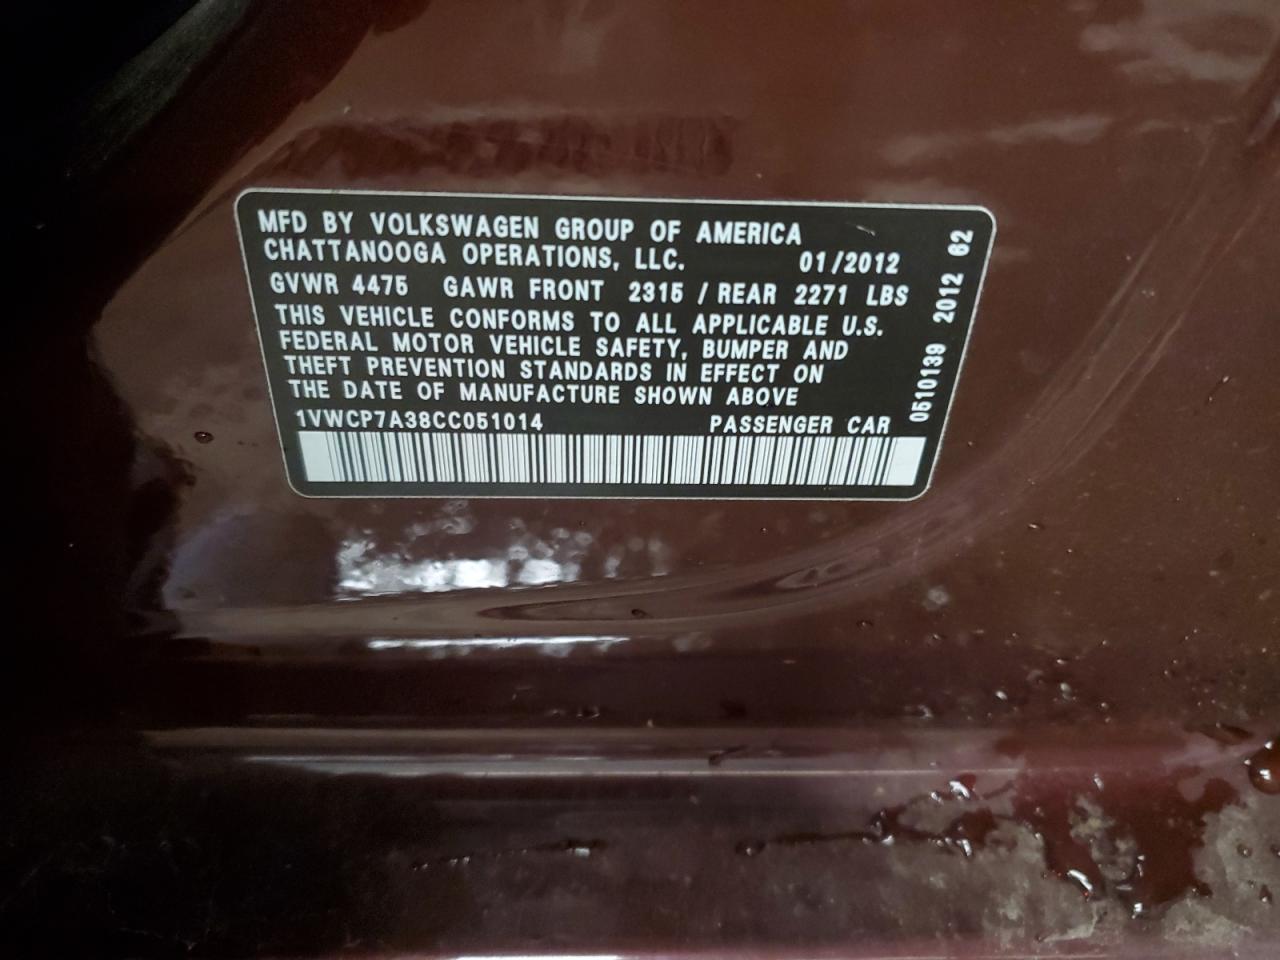 MFD BY VOLKSWAGEN GROUP OF AMERICA
CHATTANOOGA OPERATIONS, LLC. 01/2012
GVWR 4475 GAWR FRONT 2315 / REAR 2271 LBS
THIS VEHICLE CONFORMS TO ALL APPLICABLE U.S.
FEDERAL MOTOR VEHICLE SAFETY, BUMPER AND
THEFT PREVENTION STANDARDS IN EFFECT ON
THE DATE OF MANUFACTURE SHOWN ABOVE
1VWCP7A38CC051014 PASSENGER CAR
0510139 2012 62